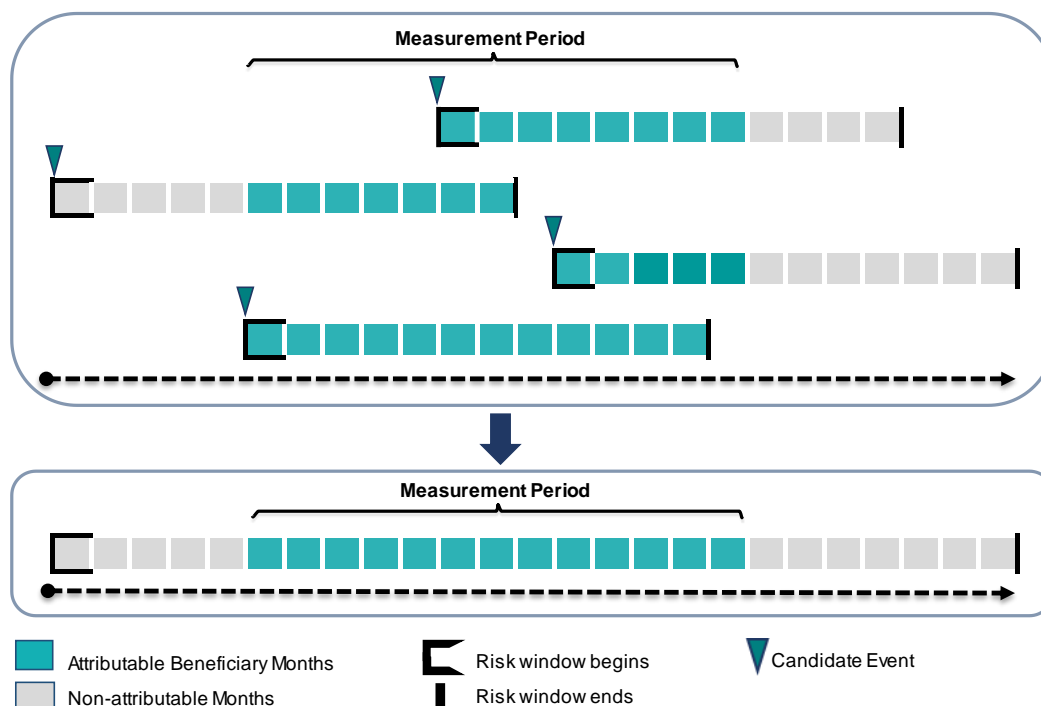 Measurement Period
Measurement Period
Attributable Beneficiary Months
Risk window begins
Candidate Event
Non-attributable Months
Risk window ends